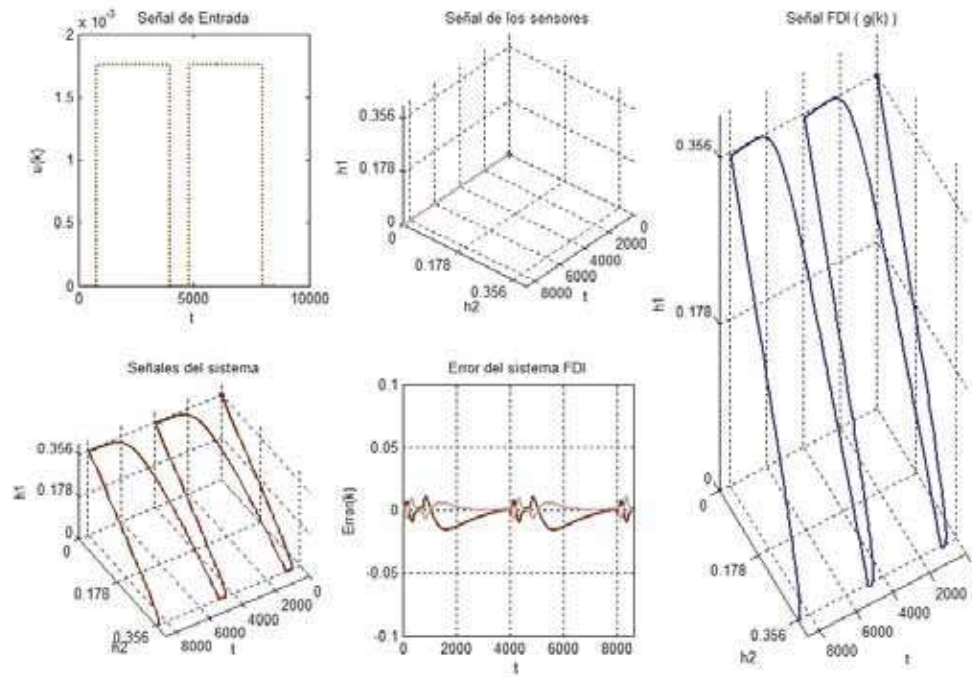 Señal de Entrada
x 10⁻³
2
1.5
1
0.5
0
u(k)
0
5000
10000
t
Señal de los sensores
0.356
0.178
0
h1
0
0.178
0.356
h2
0
2000
4000
6000
8000
t
Señal FDI ( g(k) )
0.356
0.178
0
h1
0
0.178
0.356
h2
0
2000
4000
6000
8000
t
Señales del sistema
0.356
0.178
0
h1
0
0.178
0.356
h2
0
2000
4000
6000
8000
t
Error del sistema FDI
0.1
0.05
0
-0.05
-0.1
Error(k)
0
2000
4000
6000
8000
t